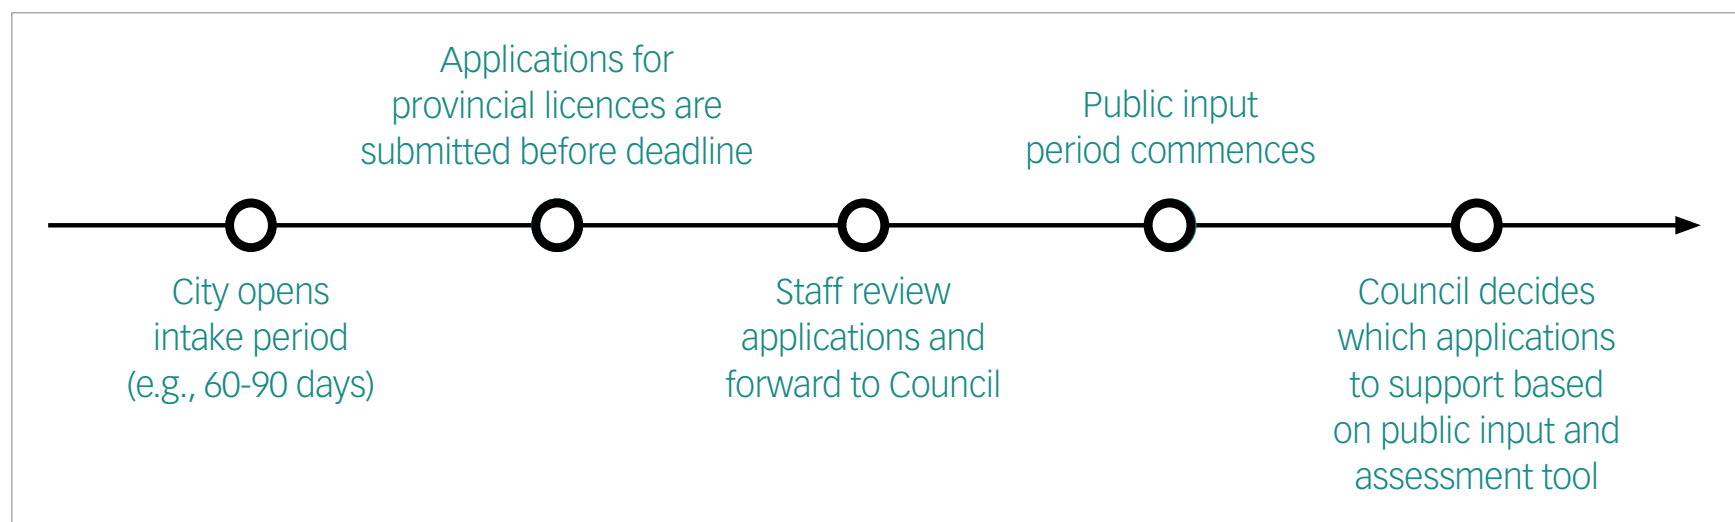 City opens
intake period
(e.g., 60-90 days)
Applications for
provincial licences are
submitted before deadline
Staff review
applications and
forward to Council
Public input
period commences
Council decides
which applications
to support based
on public input and
assessment tool